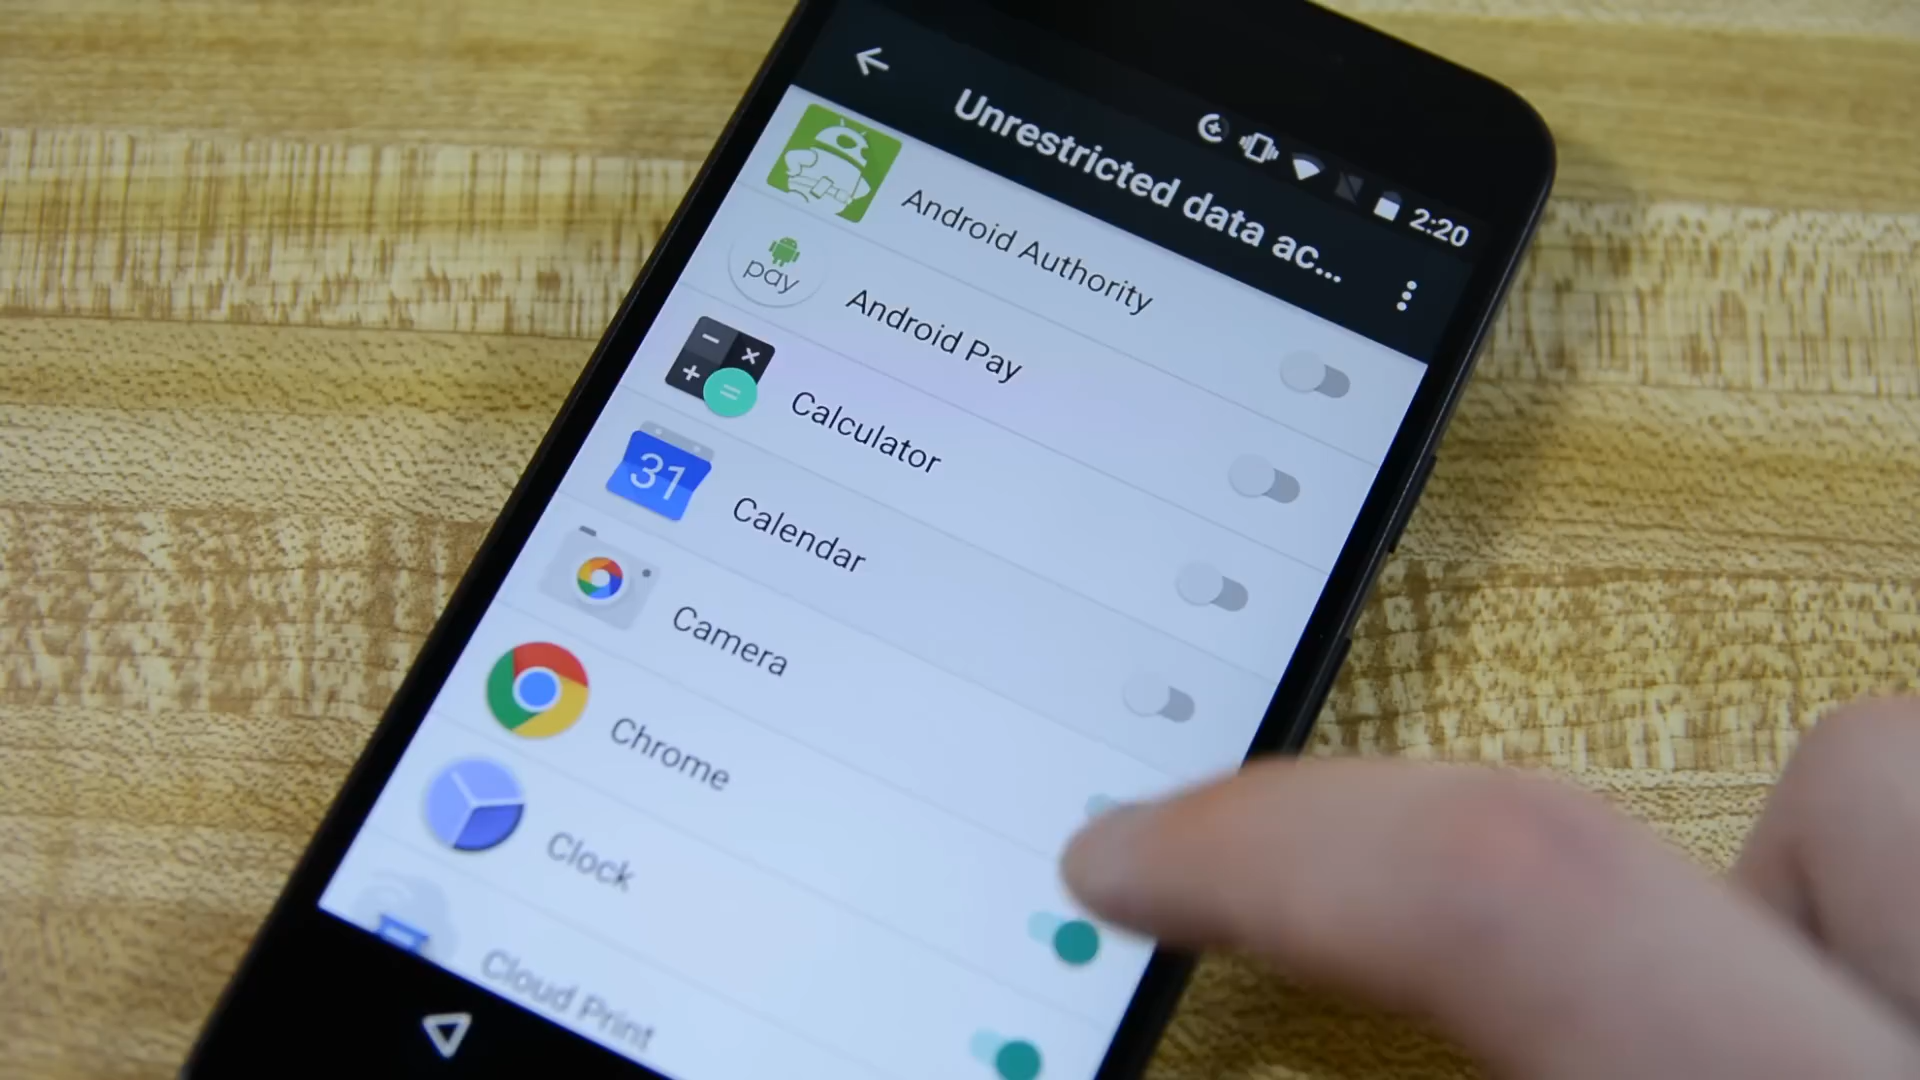 2:20
Unrestricted data ac...
Android Authority
pay
Android Pay
Calculator
31
Calendar
Camera
Chrome
Clock
Cloud Print